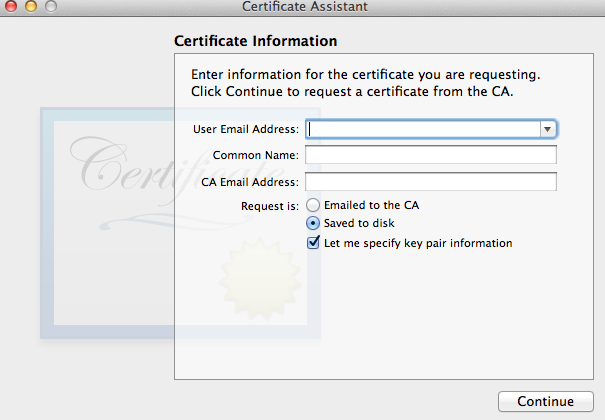 Certificate Assistant
Certificate Information
Enter information for the certificate you are requesting.
Click Continue to request a certificate from the CA.
User Email Address:
Common Name:
CA Email Address:
Request is: Emailed to the CA
Saved to disk
Let me specify key pair information
Certificate
Continue